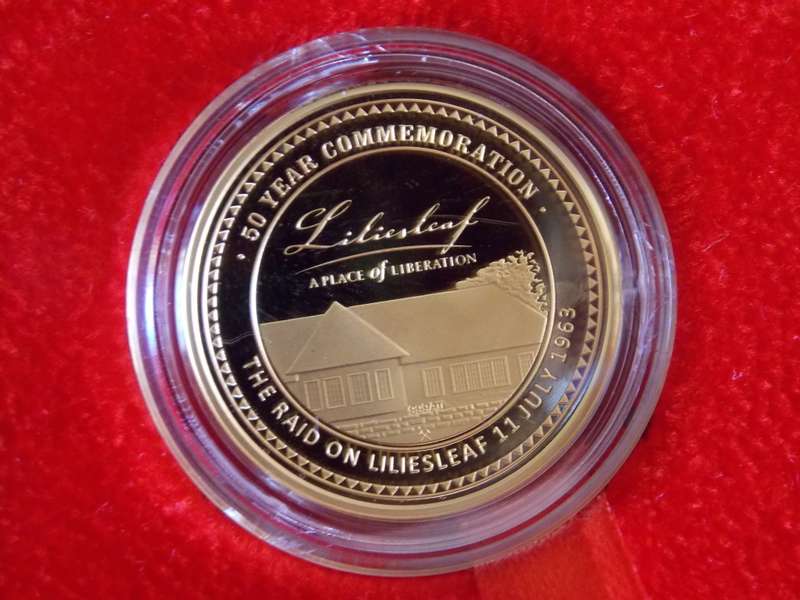 · 50 YEAR COMMEMORATION ·
Liliesleaf
A PLACE of LIBERATION
THE RAID ON LILIESLEAF 11 JULY 1963